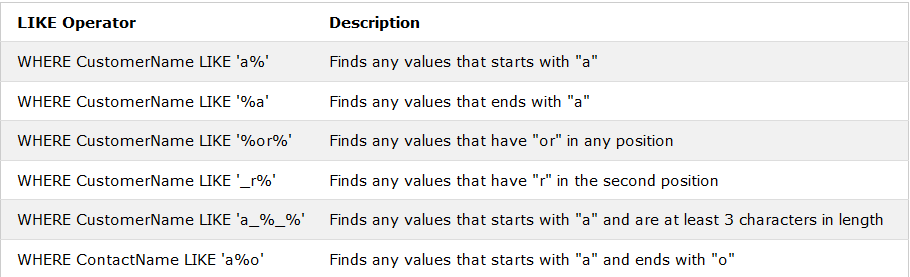 LIKE Operator Description
WHERE CustomerName LIKE 'a%' Finds any values that starts with "a"
WHERE CustomerName LIKE '%a' Finds any values that ends with "a"
WHERE CustomerName LIKE '%or%' Finds any values that have "or" in any position
WHERE CustomerName LIKE '_r%' Finds any values that have "r" in the second position
WHERE CustomerName LIKE 'a_%_%' Finds any values that starts with "a" and are at least 3 characters in length
WHERE ContactName LIKE 'a%o' Finds any values that starts with "a" and ends with "o"